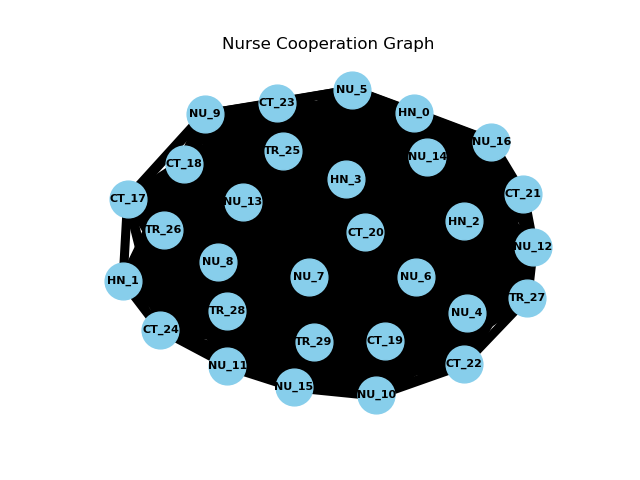 Nurse Cooperation Graph
NU_5
CT_23
HN_0
NU_9
NU_16
TR_25
NU_14
CT_18
HN_3
CT_21
CT_17
NU_13
HN_2
TR_26
CT_20
NU_12
NU_8
NU_7
NU_6
HN_1
TR_27
TR_28
NU_4
CT_24
CT_19
TR_29
CT_22
NU_11
NU_15
NU_10